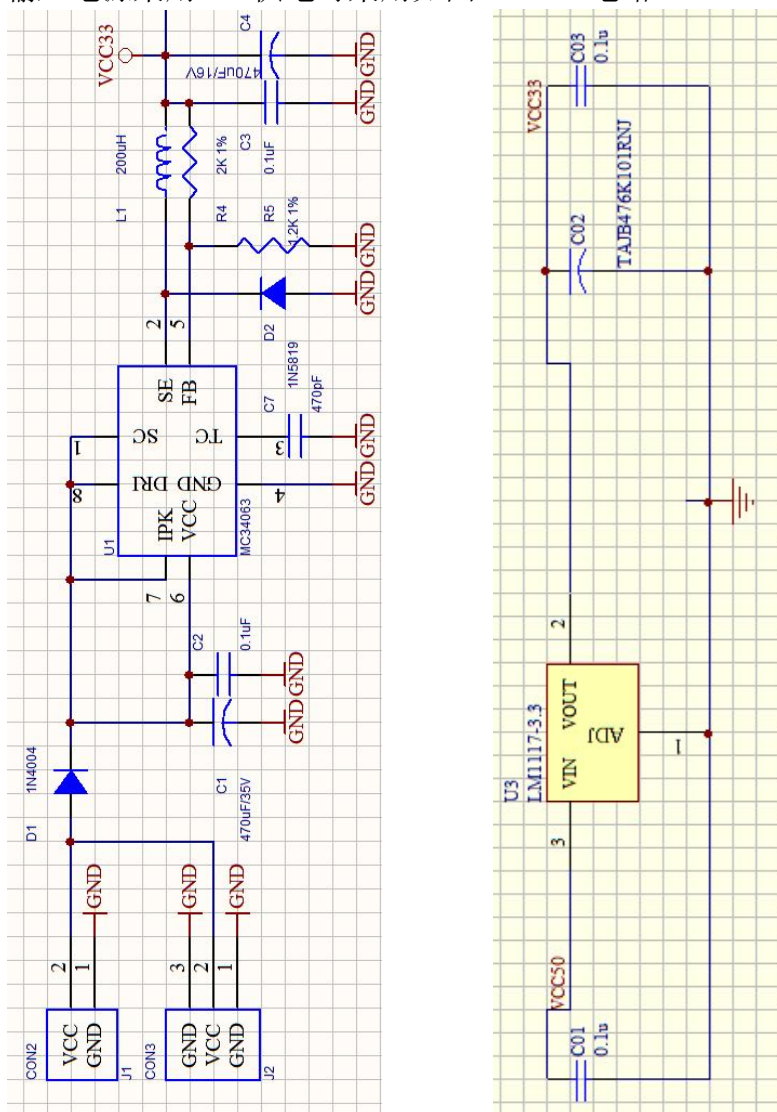 VCC33
C4
470uF/16V
GND
GND
200uH
2K 1%
C3
0.1uF
L1
R4
R5
1.2K 1%
GND
GND
D2
1N5819
2
5
SE
FB
1
SC
TC
3
C7
470pF
GND
8
DRI
GND
4
GND
IPK
VCC
U1
MC34063
7
6
C2
0.1uF
GND
GND
C1
470uF/35V
1N4004
D1
GND
GND
GND
2
1
3
2
1
CON2
VCC
GND
J1
CON3
GND
VCC
GND
J2
VCC33
C03
0.1u
C02
TAJB476K101RNJ
2
U3
LM1117-3.3
VIN
VOUT
ADJ
1
3
VCC50
C01
0.1u